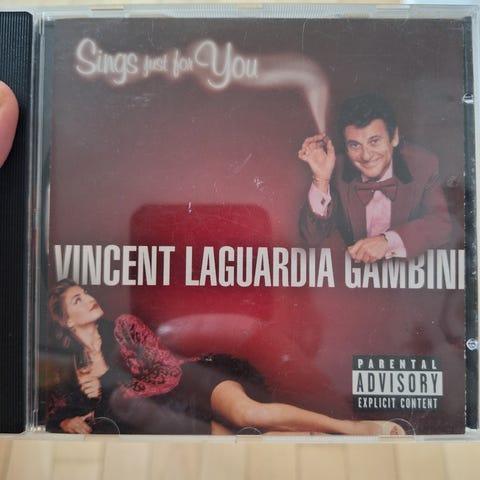 Sings just for You
VINCENT LAGUARDIA GAMBINI
PARENTAL
ADVISORY
EXPLICIT CONTENT